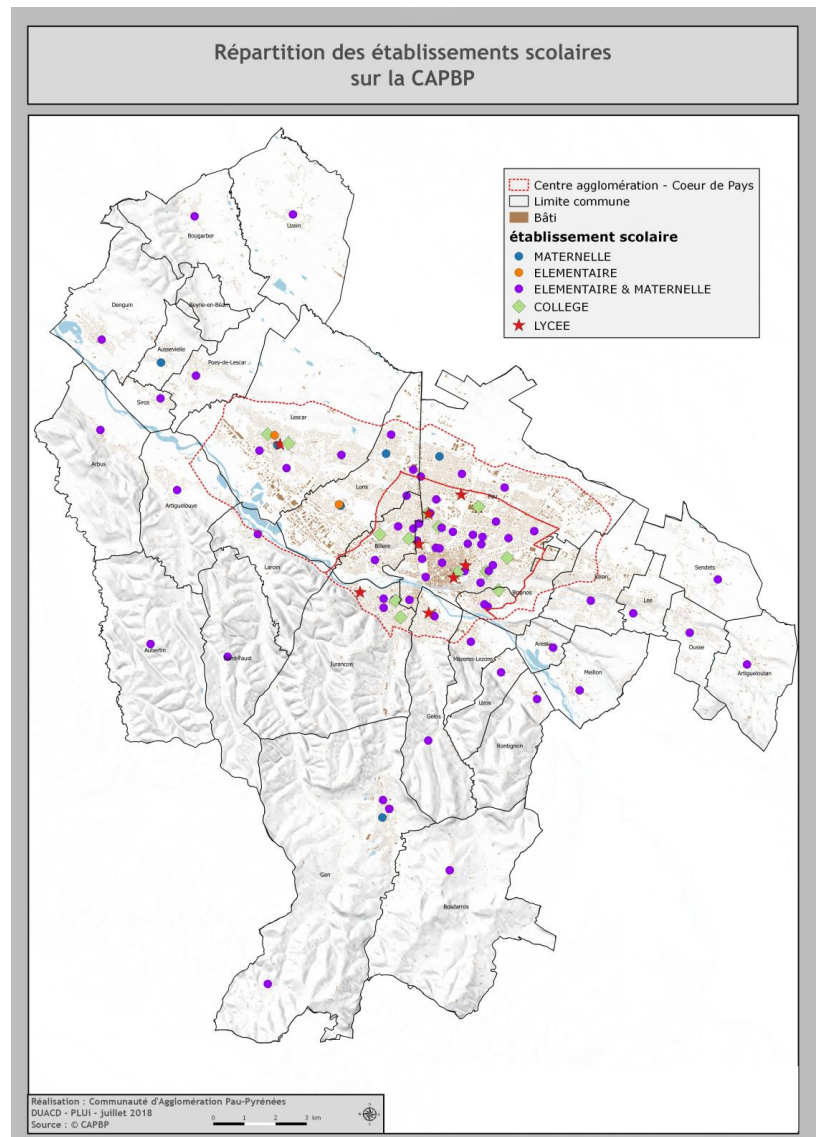 Répartition des établissements scolaires
sur la CAPBP
Centre agglomération - Coeur de Pays
Limite commune
Bâti
établissement scolaire
MATERNELLE
ELEMENTAIRE
ELEMENTAIRE & MATERNELLE
COLLEGE
LYCEE
Uzein
Bougarber
Denguin
Beyrie-en-Béarn
Aussevielle
Poey-de-Lescar
Siros
Lescar
Arbus
Artiguelouve
Lons
Pau
Billère
Laroin
Sendets
Idron
Lee
Bizanos
Ousse
Aressy
Artigueloutan
Meillon
Aubertin
Saint-Faust
Jurançon
Mazères-Lezons
Uzos
Gelos
Rontignon
Gan
Bosdarros
Réalisation : Communauté d'Agglomération Pau-Pyrénées
DUACD - PLUi - juillet 2018
Source : © CAPBP
0 1 2 3 km